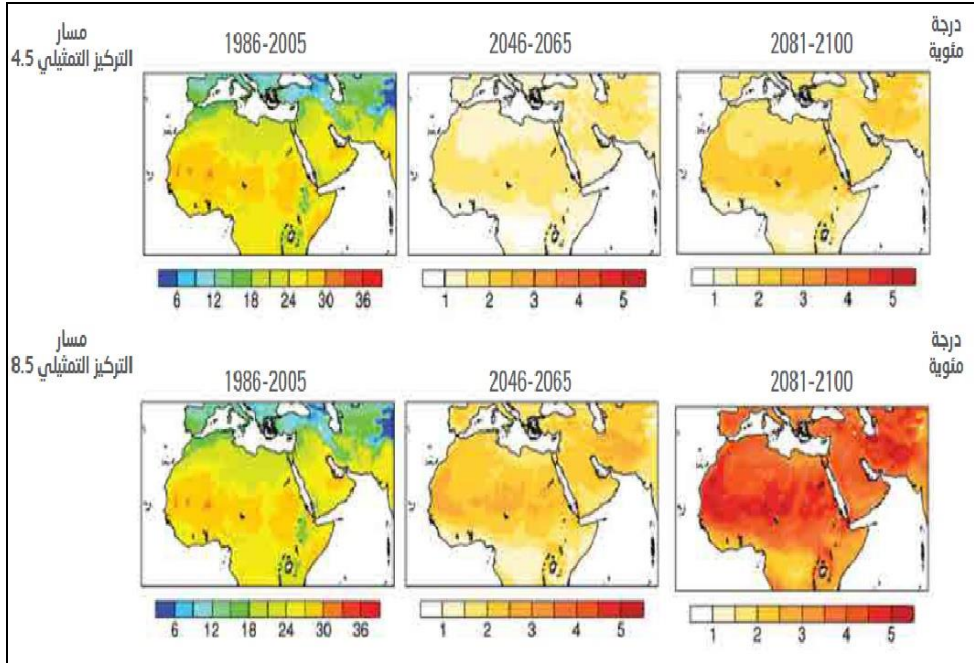 مسار
التركيز التمثيلي 4.5
1986-2005
2046-2065
2081-2100
درجة
مئوية
6 12 18 24 30 36
1 2 3 4 5
1 2 3 4 5
مسار
التركيز التمثيلي 8.5
1986-2005
2046-2065
2081-2100
درجة
مئوية
6 12 18 24 30 36
1 2 3 4 5
1 2 3 4 5